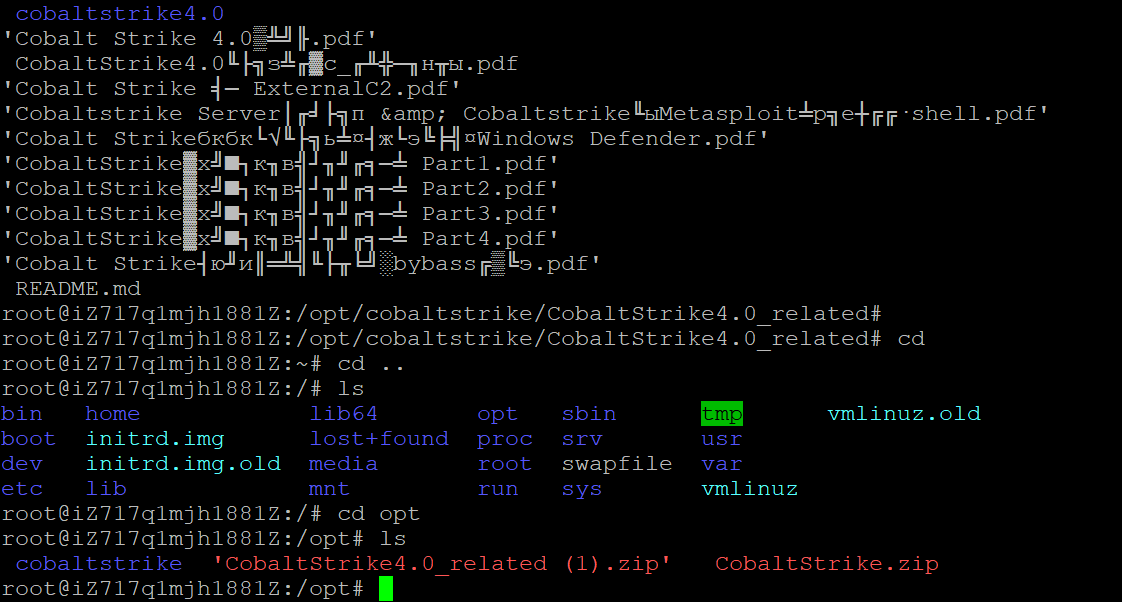 cobaltstrike4.0
'Cobalt Strike 4.0▒╩╝╟.pdf'
CobaltStrike4.0╙├╗з╩╓▓с_╓╨╬─╖н╥ы.pdf
'Cobalt Strike ╡─ ExternalC2.pdf'
'Cobaltstrike Server│╓╛├╗п &amp; Cobaltstrike╙ыMetasploit╧р╗е┼╔╔·shell.pdf'
'Cobalt Strikeбкбк└√╙├╗ь╧¤╡ж└э╚╞╣¤Windows Defender.pdf'
'CobaltStrike▓х╝■┐к╖в╣┘╖╜╓╕─╧ Part1.pdf'
'CobaltStrike▓х╝■┐к╖в╣┘╖╜╓╕─╧ Part2.pdf'
'CobaltStrike▓х╝■┐к╖в╣┘╖╜╓╕─╧ Part3.pdf'
'CobaltStrike▓х╝■┐к╖в╣┘╖╜╓╕─╧ Part4.pdf'
'Cobalt Strike╡ю╜и║═╩╣╙├╥╘╝░bybass╔▒╚э.pdf'
README.md
root@iZ717q1mjh1881Z:/opt/cobaltstrike/CobaltStrike4.0_related#
root@iZ717q1mjh1881Z:/opt/cobaltstrike/CobaltStrike4.0_related# cd
root@iZ717q1mjh1881Z:~# cd ..
root@iZ717q1mjh1881Z:/# ls
bin home lib64 opt sbin tmp vmlinuz.old
boot initrd.img lost+found proc srv usr
dev initrd.img.old media root swapfile var
etc lib mnt run sys vmlinuz
root@iZ717q1mjh1881Z:/# cd opt
root@iZ717q1mjh1881Z:/opt# ls
cobaltstrike 'CobaltStrike4.0_related (1).zip' CobaltStrike.zip
root@iZ717q1mjh1881Z:/opt#